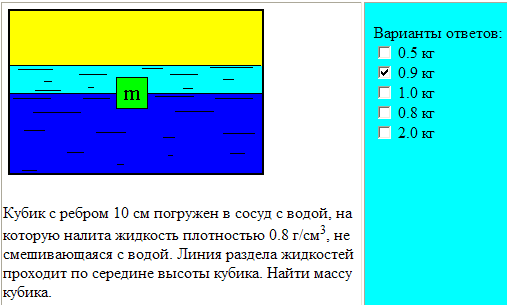 m
Кубик с ребром 10 см погружен в сосуд с водой, на
которую налита жидкость плотностью 0.8 г/см³, не
смешивающаяся с водой. Линия раздела жидкостей
проходит по середине высоты кубика. Найти массу
кубика.
Варианты ответов:
0.5 кг
0.9 кг
1.0 кг
0.8 кг
2.0 кг